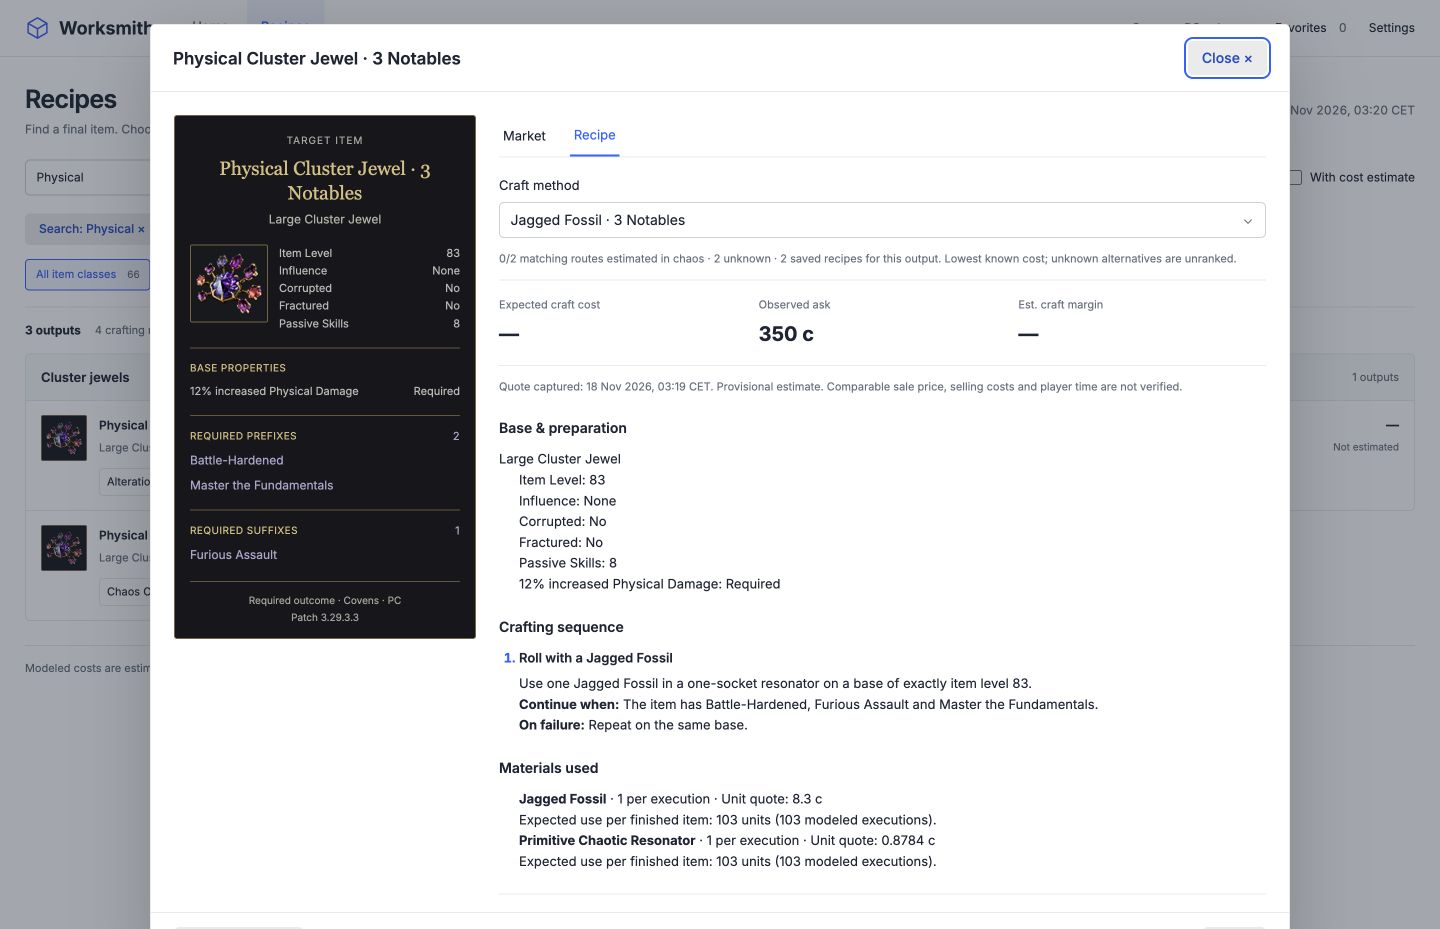 Worksmith
Favorites 0 Settings
Physical Cluster Jewel · 3 Notables
Close ×
Recipes
Nov 2026, 03:20 CET
Physical
With cost estimate
Search: Physical ×
All item classes 66
3 outputs
Cluster jewels
1 outputs
Physical
Large
—
Not estimated
Physical
Large
TARGET ITEM
Physical Cluster Jewel · 3
Notables
Large Cluster Jewel
Item Level 83
Influence None
Corrupted No
Fractured No
Passive Skills 8
BASE PROPERTIES
12% increased Physical Damage Required
REQUIRED PREFIXES 2
Battle-Hardened
Master the Fundamentals
REQUIRED SUFFIXES 1
Furious Assault
Required outcome · Covens · PC
Patch 3.29.3.3
Market Recipe
Craft method
Jagged Fossil · 3 Notables
0/2 matching routes estimated in chaos · 2 unknown · 2 saved recipes for this output. Lowest known cost; unknown alternatives are unranked.
Expected craft cost Observed ask Est. craft margin
— 350 c —
Quote captured: 18 Nov 2026, 03:19 CET. Provisional estimate. Comparable sale price, selling costs and player time are not verified.
Base & preparation
Large Cluster Jewel
Item Level: 83
Influence: None
Corrupted: No
Fractured: No
Passive Skills: 8
12% increased Physical Damage: Required
Crafting sequence
1. Roll with a Jagged Fossil
Use one Jagged Fossil in a one-socket resonator on a base of exactly item level 83.
Continue when: The item has Battle-Hardened, Furious Assault and Master the Fundamentals.
On failure: Repeat on the same base.
Materials used
Jagged Fossil · 1 per execution · Unit quote: 8.3 c
Expected use per finished item: 103 units (103 modeled executions).
Primitive Chaotic Resonator · 1 per execution · Unit quote: 0.8784 c
Expected use per finished item: 103 units (103 modeled executions).
Modeled costs are